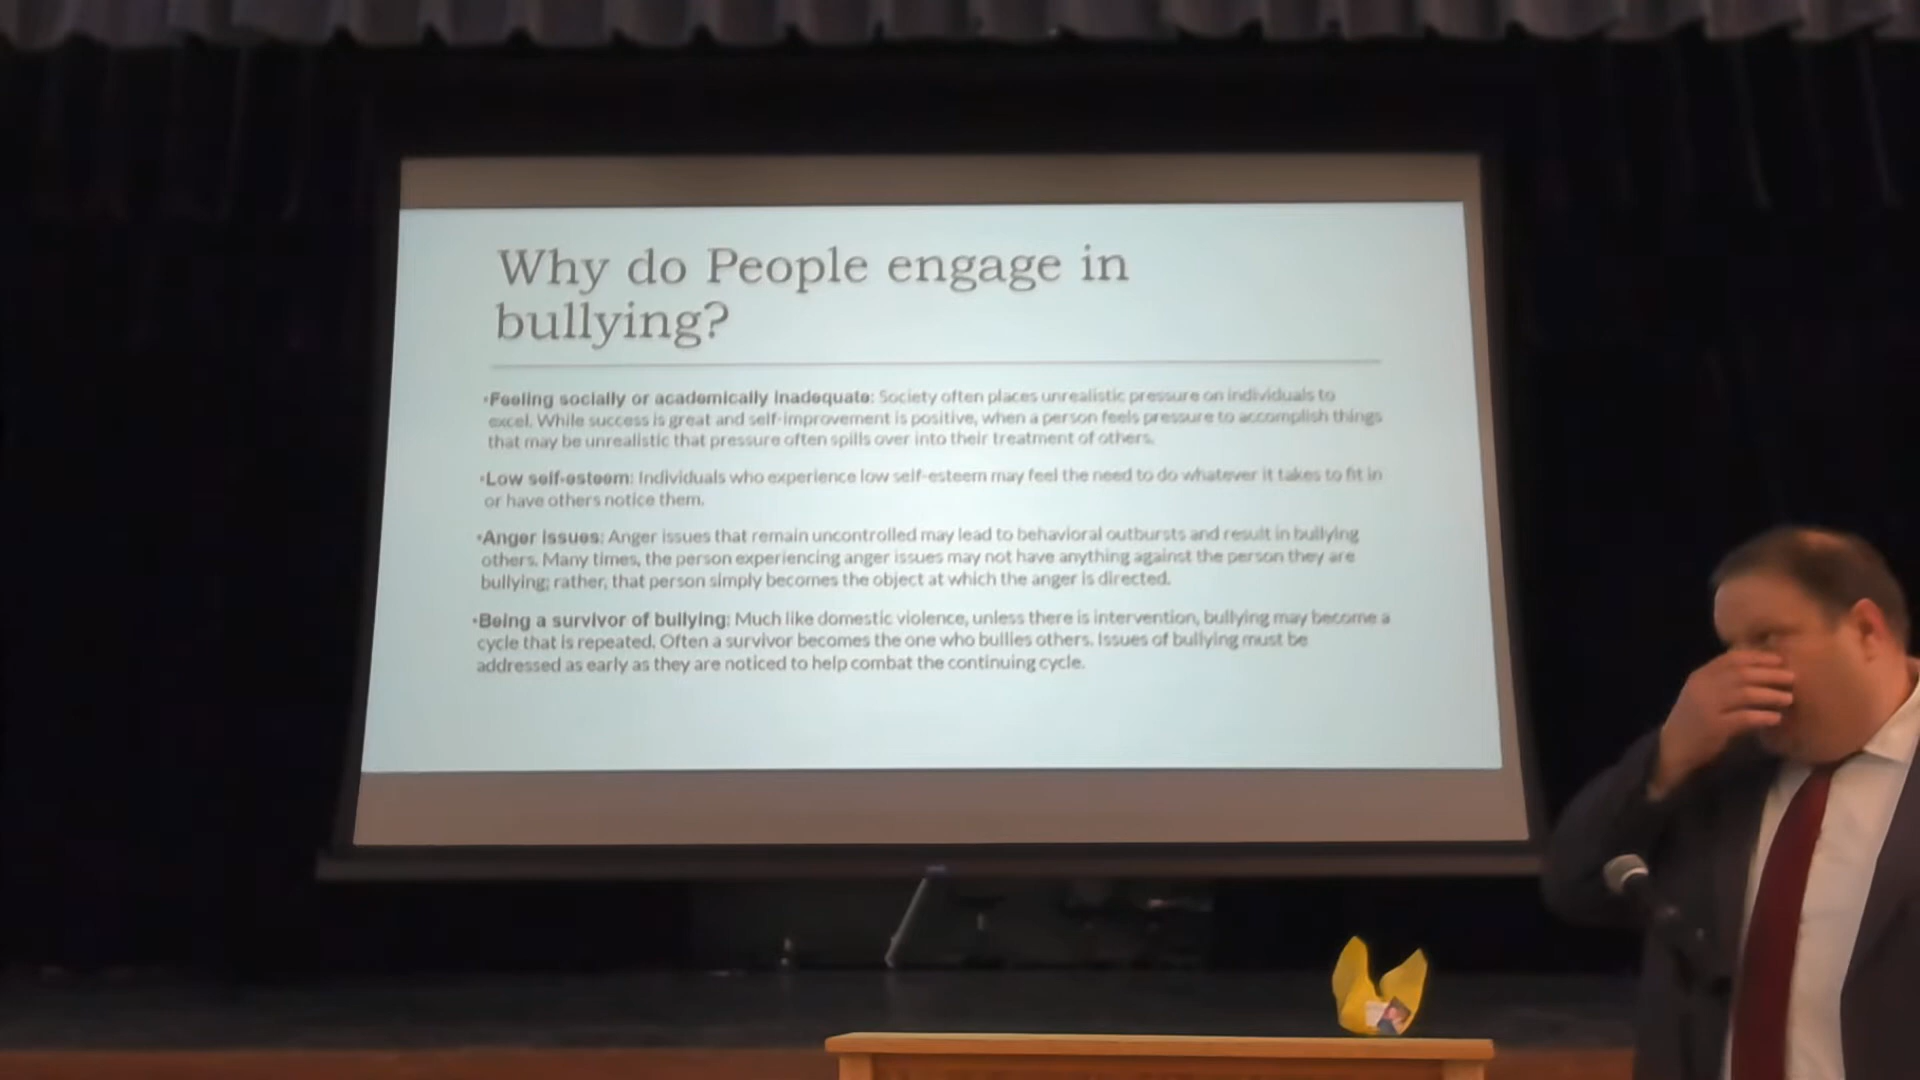 Why do People engage in
bullying?
•Feeling socially or academically inadequate: Society often places unrealistic pressure on individuals to
excel. While success is great and self-improvement is positive, when a person feels pressure to accomplish things
that may be unrealistic that pressure often spills over into their treatment of others.
•Low self-esteem: Individuals who experience low self-esteem may feel the need to do whatever it takes to fit in
or have others notice them.
•Anger issues: Anger issues that remain uncontrolled may lead to behavioral outbursts and result in bullying
others. Many times, the person experiencing anger issues may not have anything against the person they are
bullying; rather, that person simply becomes the object at which the anger is directed.
•Being a survivor of bullying: Much like domestic violence, unless there is intervention, bullying may become a
cycle that is repeated. Often a survivor becomes the one who bullies others. Issues of bullying must be
addressed as early as they are noticed to help combat the continuing cycle.